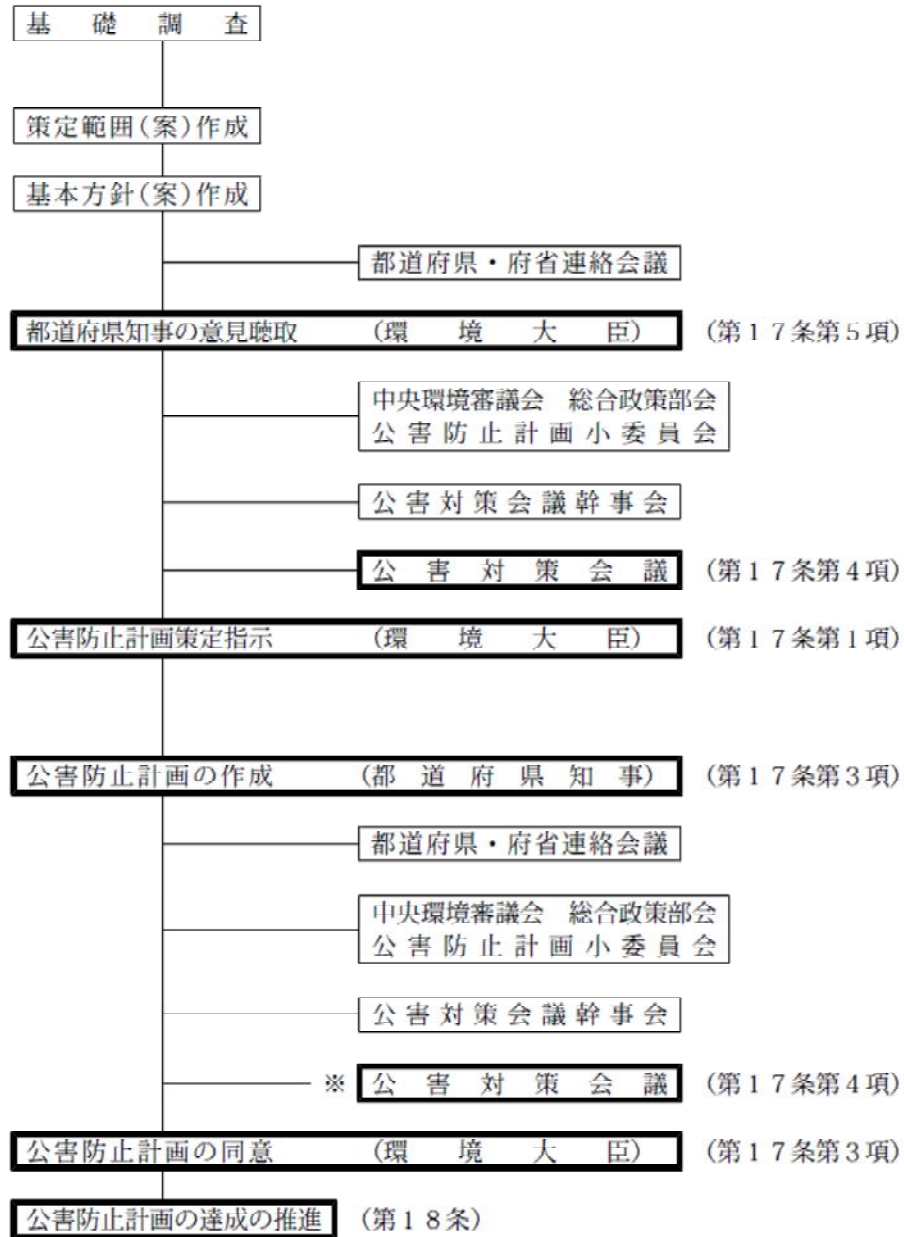 基礎調査
策定範囲(案)作成
基本方針(案)作成
都道府県・府省連絡会議
都道府県知事の意見聴取 (環境大臣) (第17条第5項)
中央環境審議会 総合政策部会
公害防止計画小委員会
公害対策会議幹事会
公害対策会議 (第17条第4項)
公害防止計画策定指示 (環境大臣) (第17条第1項)
公害防止計画の作成 (都道府県知事) (第17条第3項)
都道府県・府省連絡会議
中央環境審議会 総合政策部会
公害防止計画小委員会
公害対策会議幹事会
※ 公害対策会議 (第17条第4項)
公害防止計画の同意 (環境大臣) (第17条第3項)
公害防止計画の達成の推進 (第18条)